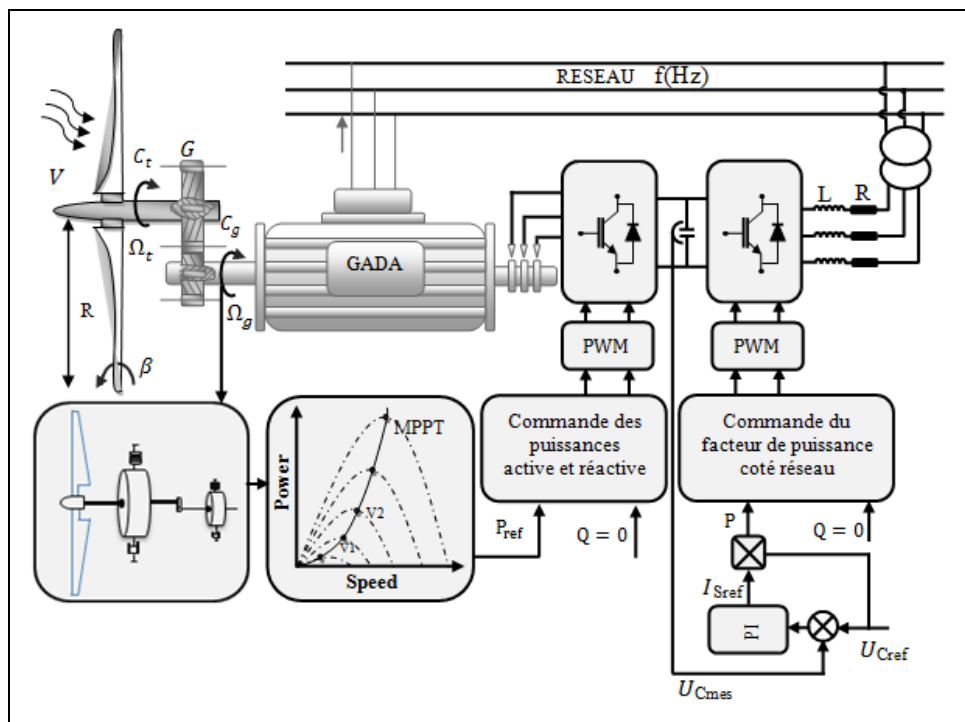 RESEAU f(Hz)
V
C_t
G
C_g
Ω_t
Ω_g
R
β
GADA
L R
PWM
PWM
Commande des
puissances
active et réactive
Commande du
facteur de puissance
coté réseau
MPPT
V2
V1
Power
Speed
P_ref
Q = 0
P
Q = 0
I_Sref
PI
U_Cref
U_Cmes